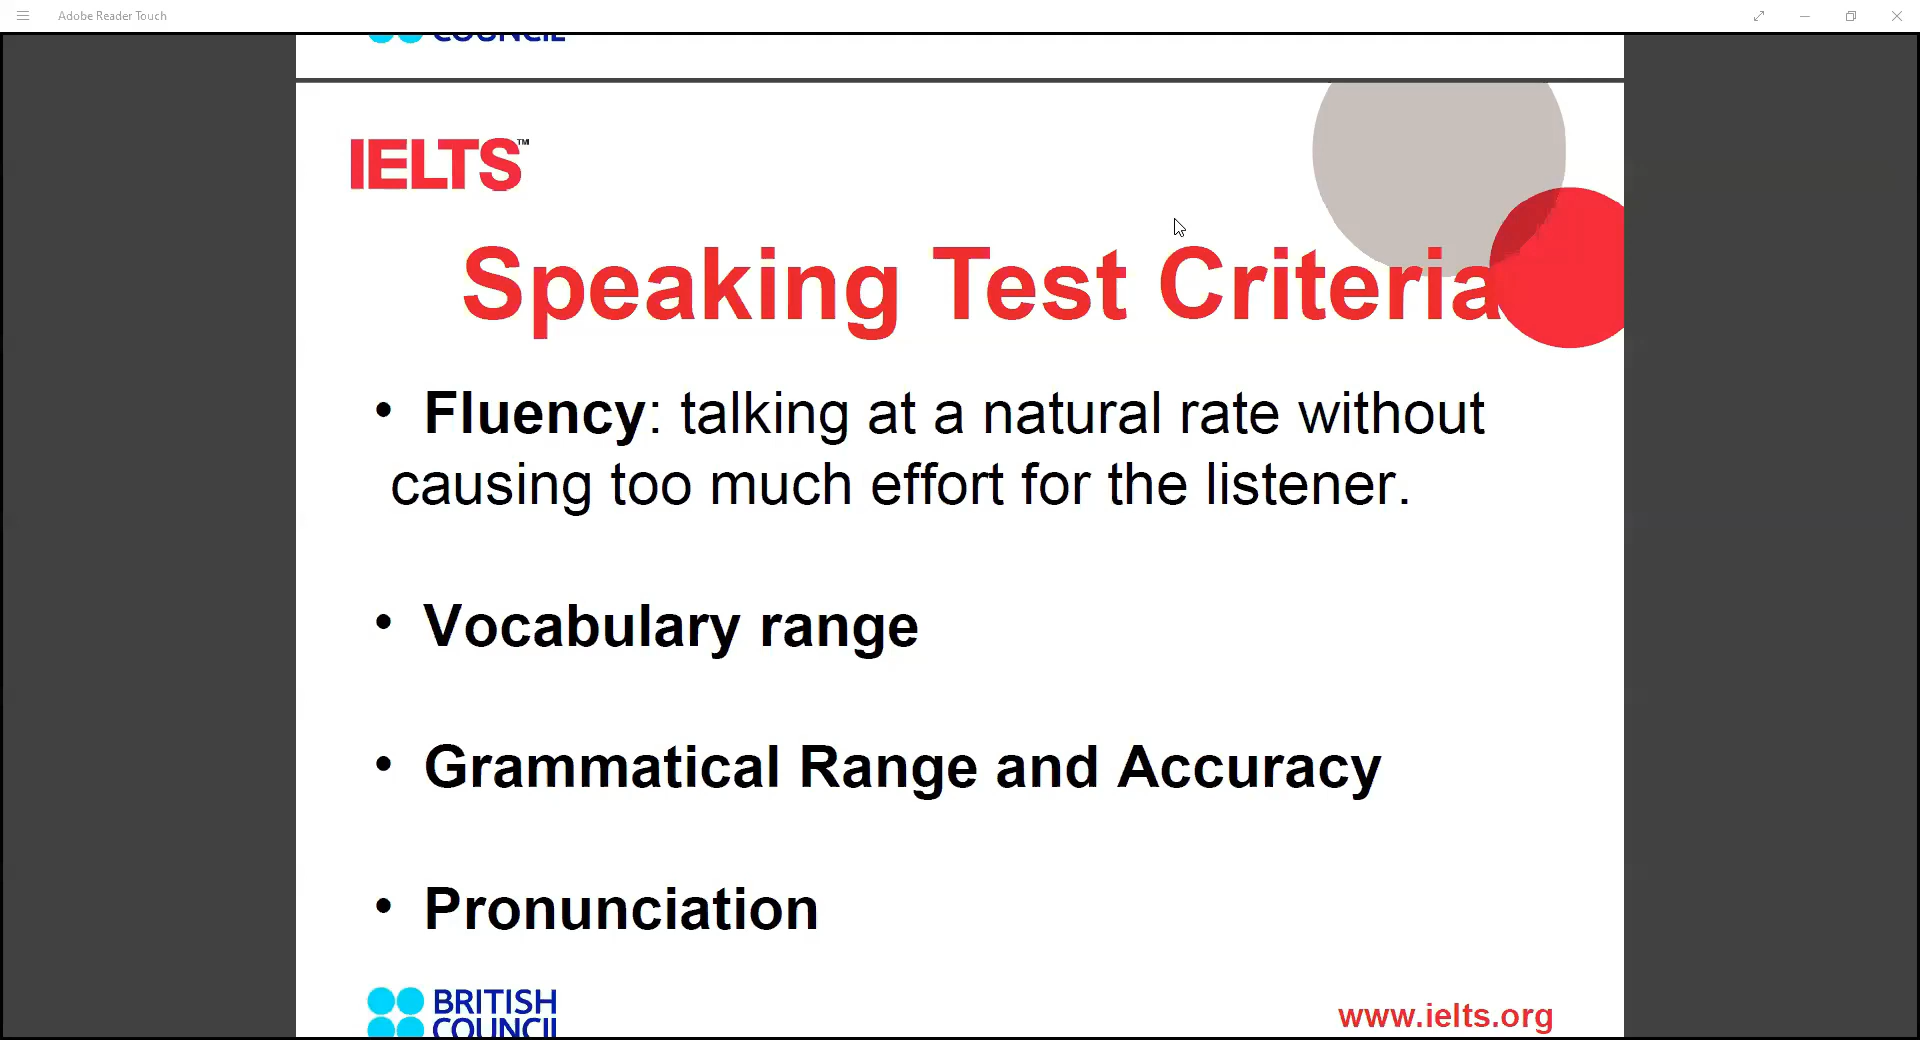 Adobe Reader Touch
COUNCIL
IELTS™
Speaking Test Criteria
• Fluency: talking at a natural rate without
causing too much effort for the listener.
• Vocabulary range
• Grammatical Range and Accuracy
• Pronunciation
BRITISH
COUNCIL
www.ielts.org